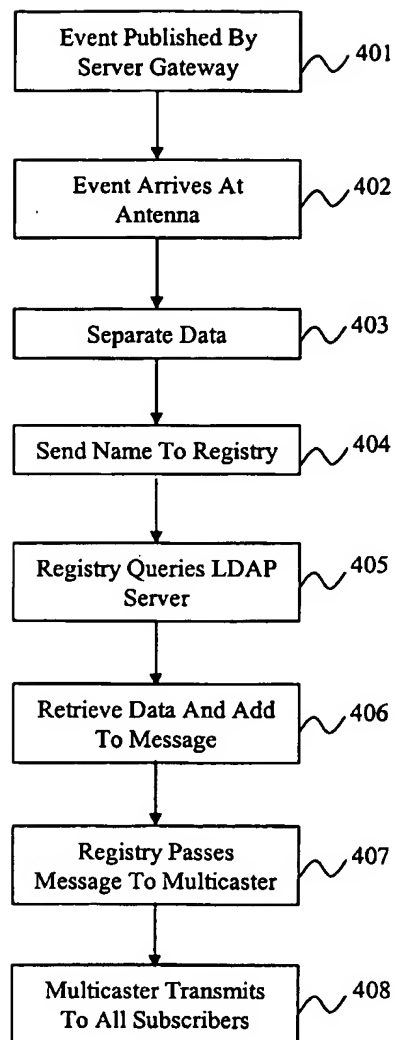 Event Published By
Server Gateway
401
Event Arrives At
Antenna
402
Separate Data
403
Send Name To Registry
404
Registry Queries LDAP
Server
405
Retrieve Data And Add
To Message
406
Registry Passes
Message To Multicaster
407
Multicaster Transmits
To All Subscribers
408